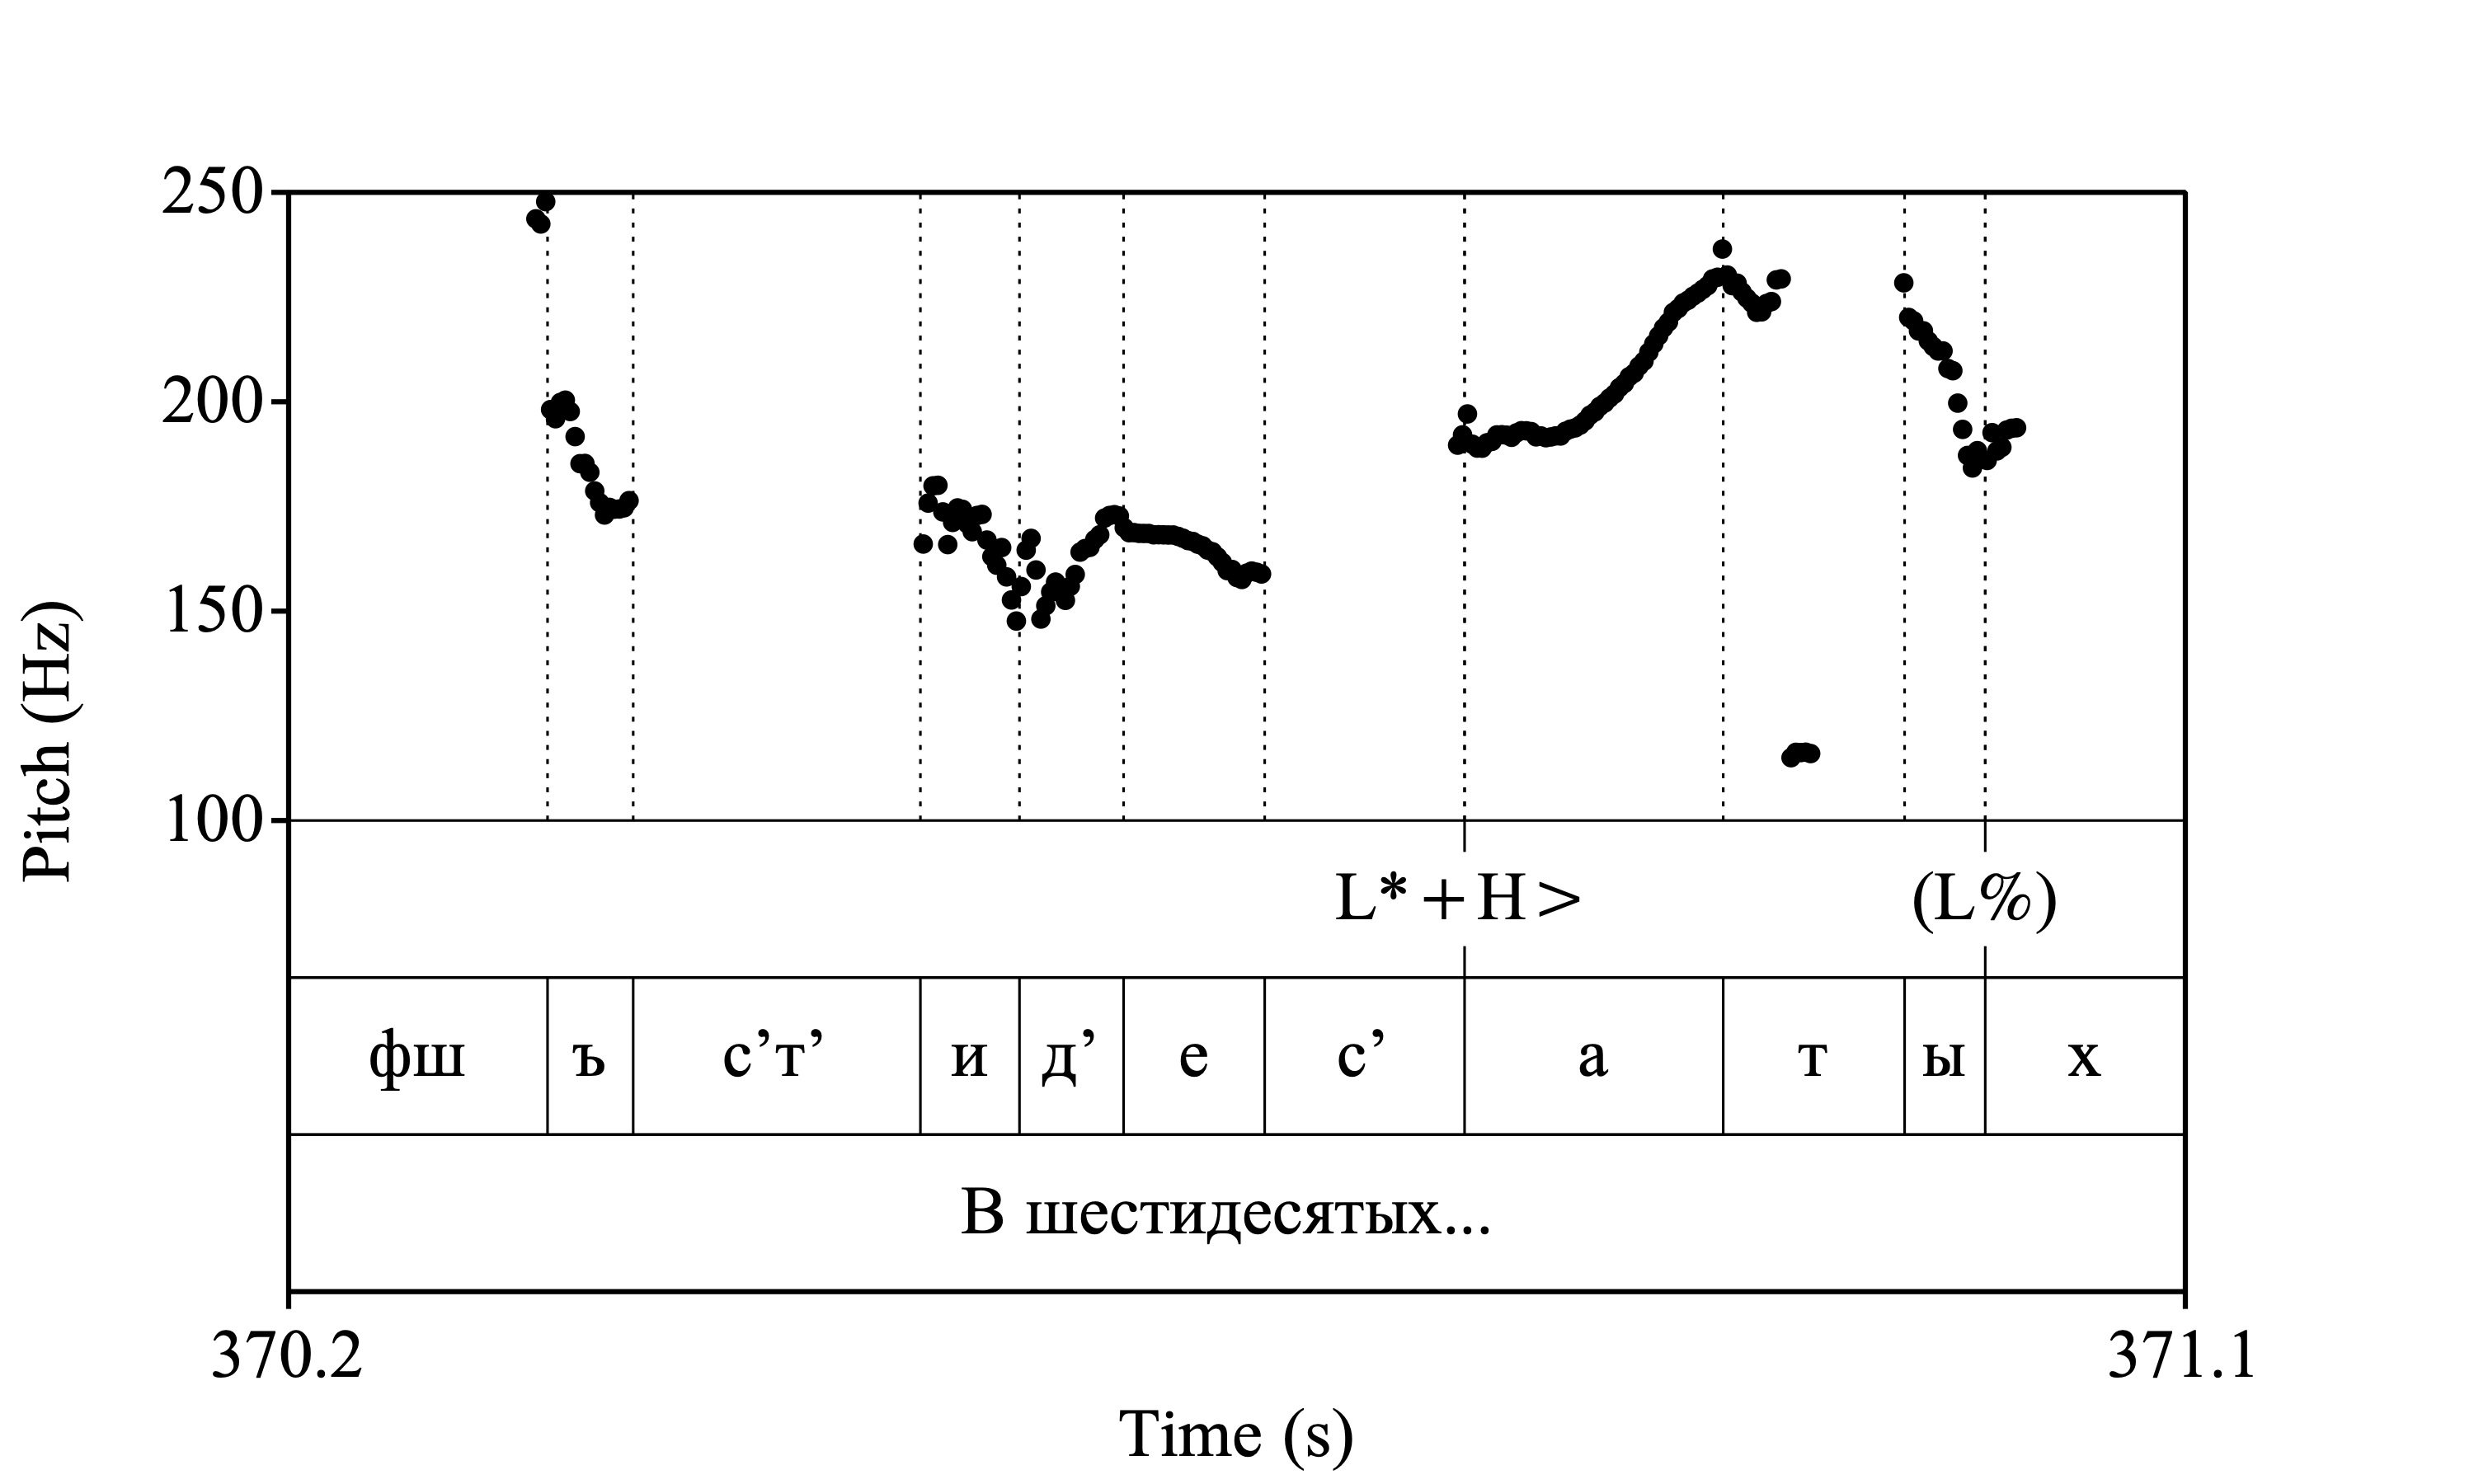 Pitch (Hz)
250
200
150
100
L*+H> (L%)
фш ъ с’т’ и д’ е с’ а т ы х
В шестидесятых...
370.2 371.1
Time (s)